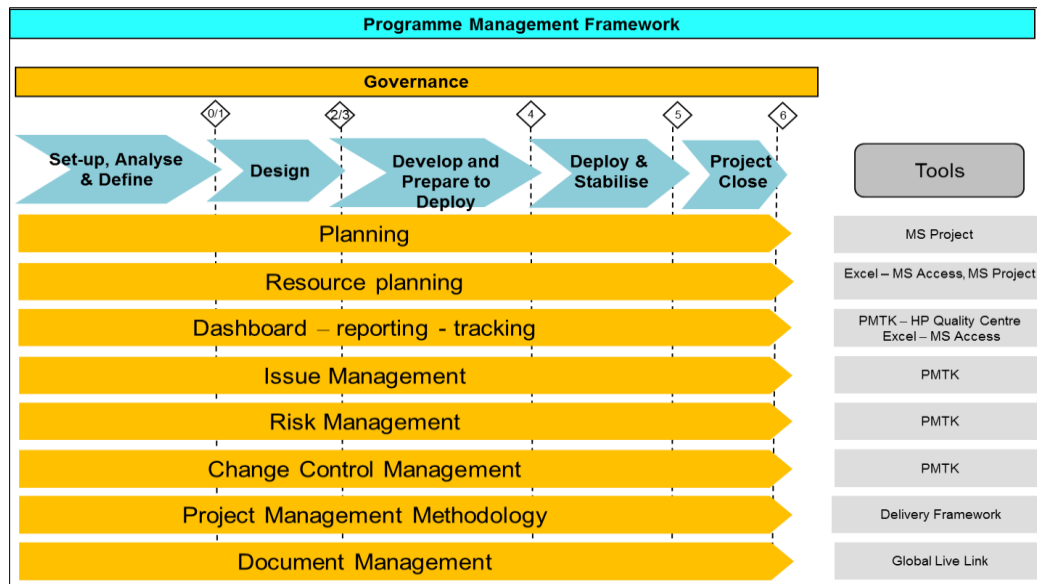 Programme Management Framework
Governance
0/1
2/3
4
5
6
Set-up, Analyse
& Define
Design
Develop and
Prepare to
Deploy
Deploy &
Stabilise
Project
Close
Tools
Planning
MS Project
Resource planning
Excel – MS Access, MS Project
Dashboard – reporting - tracking
PMTK – HP Quality Centre
Excel – MS Access
Issue Management
PMTK
Risk Management
PMTK
Change Control Management
PMTK
Project Management Methodology
Delivery Framework
Document Management
Global Live Link